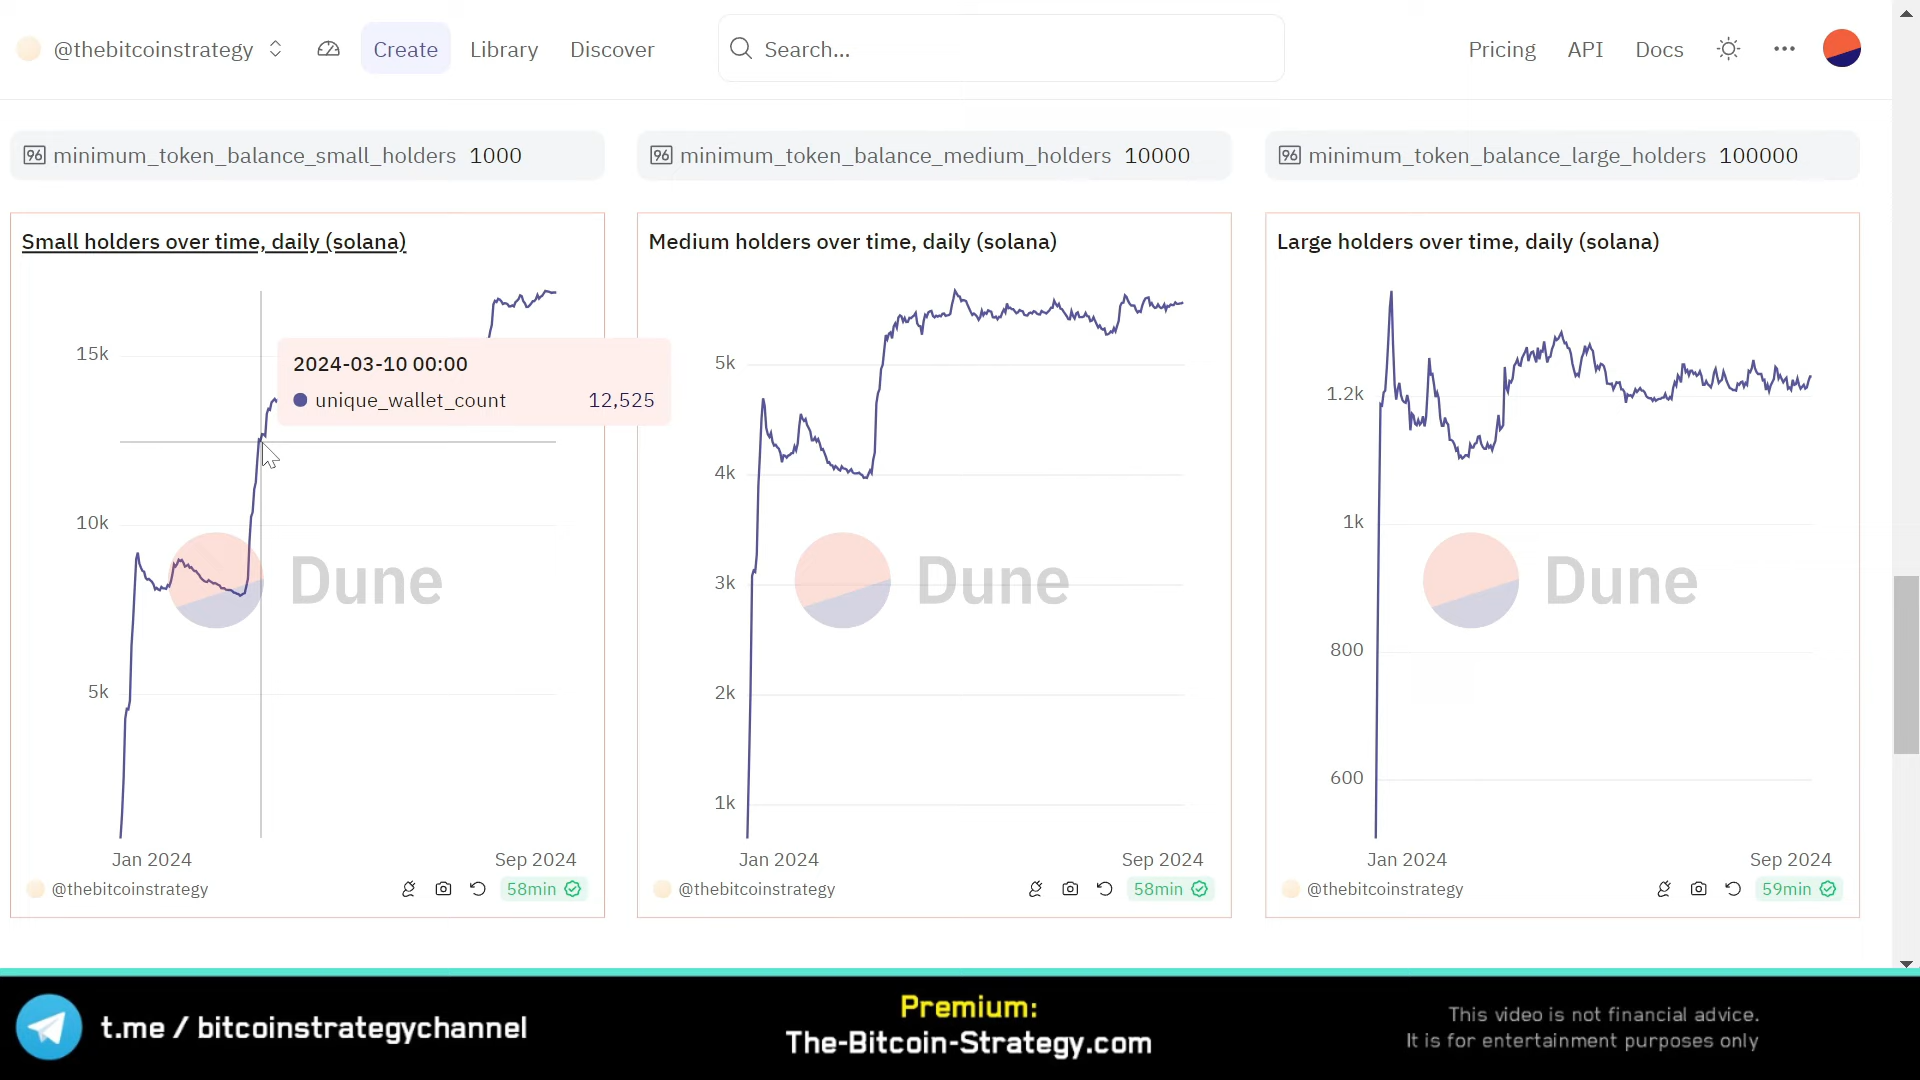 @thebitcoinstrategy Create Library Discover Search... Pricing API Docs
96 minimum_token_balance_small_holders 1000
96 minimum_token_balance_medium_holders 10000
96 minimum_token_balance_large_holders 100000
Small holders over time, daily (solana)
15k
10k
5k
2024-03-10 00:00
unique_wallet_count 12,525
Dune
Jan 2024 Sep 2024
@thebitcoinstrategy 58min
Medium holders over time, daily (solana)
5k
4k
3k
2k
1k
Dune
Jan 2024 Sep 2024
@thebitcoinstrategy 58min
Large holders over time, daily (solana)
1.2k
1k
800
600
Dune
Jan 2024 Sep 2024
@thebitcoinstrategy 59min
t.me / bitcoinstrategychannel
Premium:
The-Bitcoin-Strategy.com
This video is not financial advice.
It is for entertainment purposes only